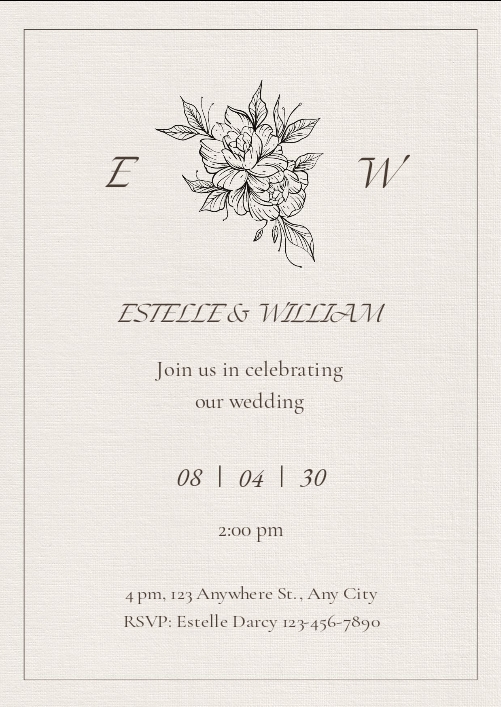 E W
ESTELLE & WILLIAM
Join us in celebrating
our wedding
08 | 04 | 30
2:00 pm
4 pm, 123 Anywhere St., Any City
RSVP: Estelle Darcy 123-456-7890